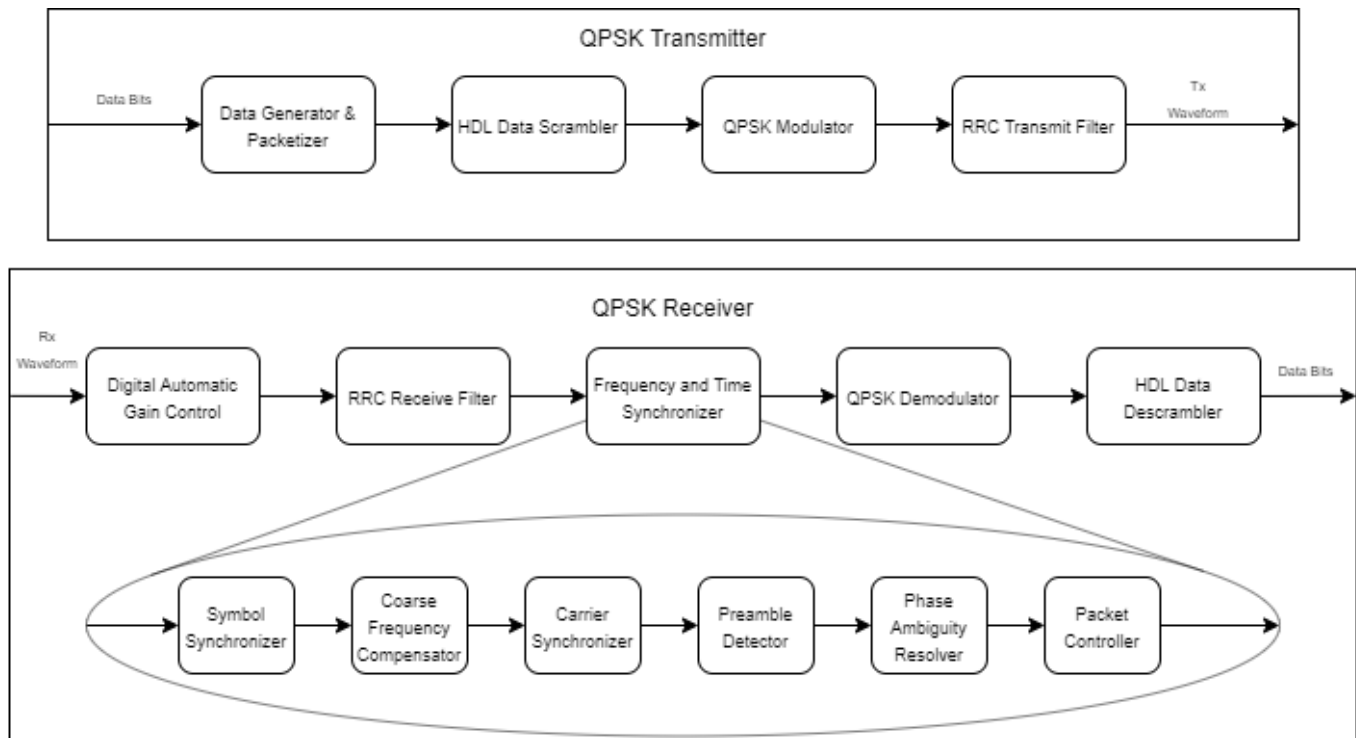 QPSK Transmitter
Data Bits
Data Generator &
Packetizer
HDL Data Scrambler
QPSK Modulator
RRC Transmit Filter
Tx
Waveform
QPSK Receiver
Rx
Waveform
Digital Automatic
Gain Control
RRC Receive Filter
Frequency and Time
Synchronizer
QPSK Demodulator
HDL Data
Descrambler
Data Bits
Symbol
Synchronizer
Coarse
Frequency
Compensator
Carrier
Synchronizer
Preamble
Detector
Phase
Ambiguity
Resolver
Packet
Controller